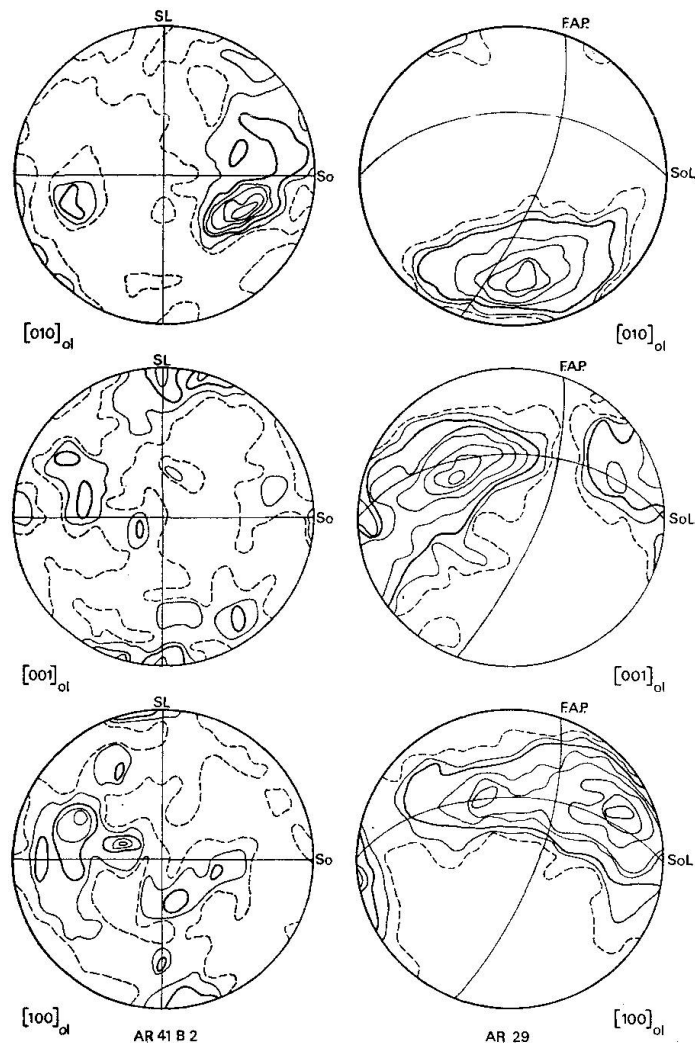 SL F.A.P.
So SoL
[010]ol [010]ol
SL F.A.P.
So SoL
[001]ol [001]ol
SL F.A.P.
So SoL
[100]ol [100]ol
AR 41 B 2 AR 29